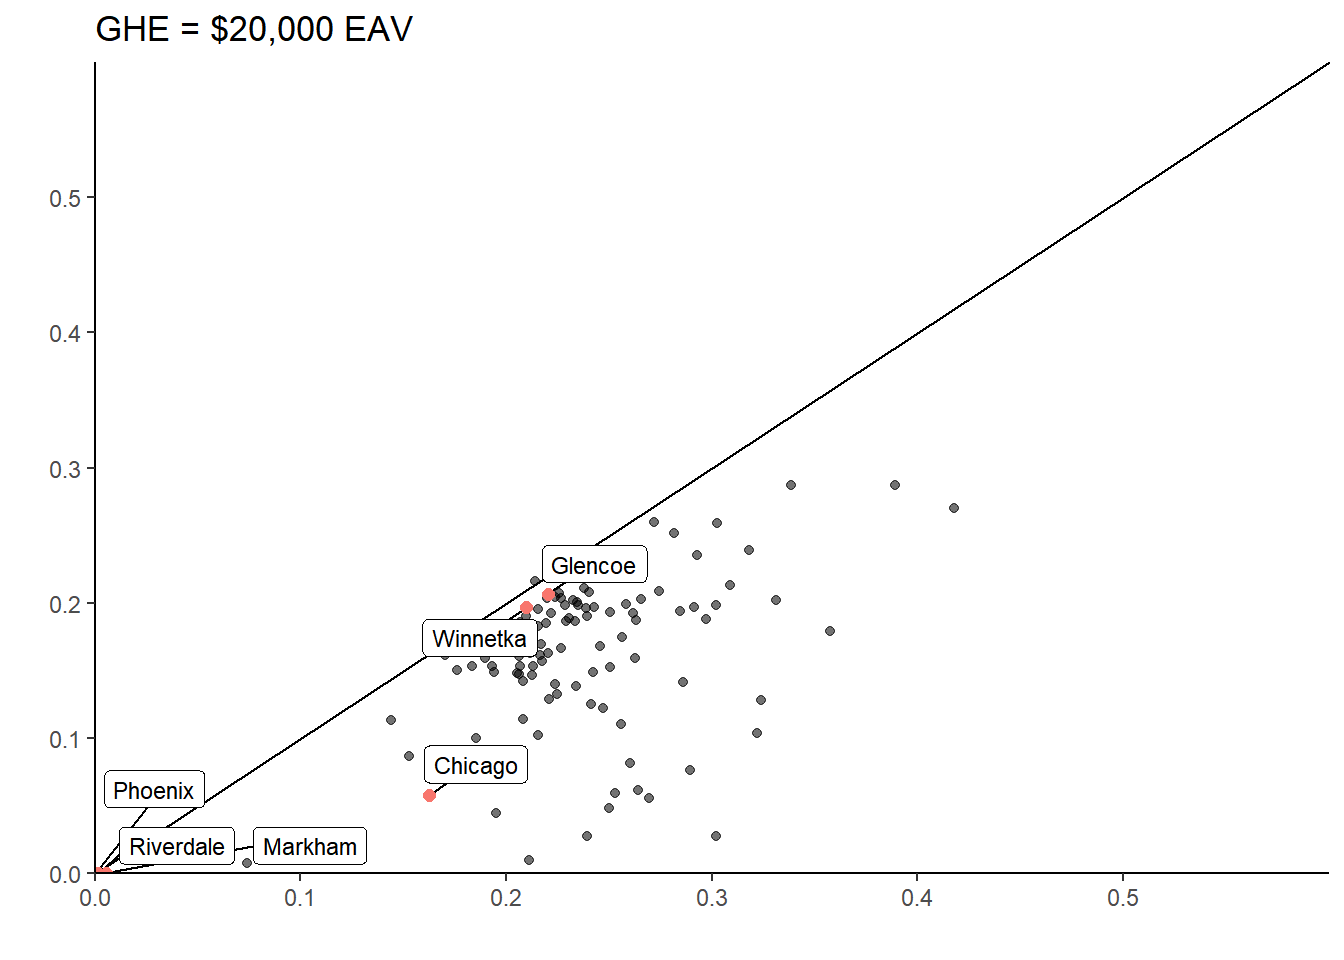 GHE = $20,000 EAV
0.5
0.4
0.3
0.2
0.1
0.0
Glencoe
Winnetka
Chicago
Phoenix
Riverdale
Markham
0.0 0.1 0.2 0.3 0.4 0.5